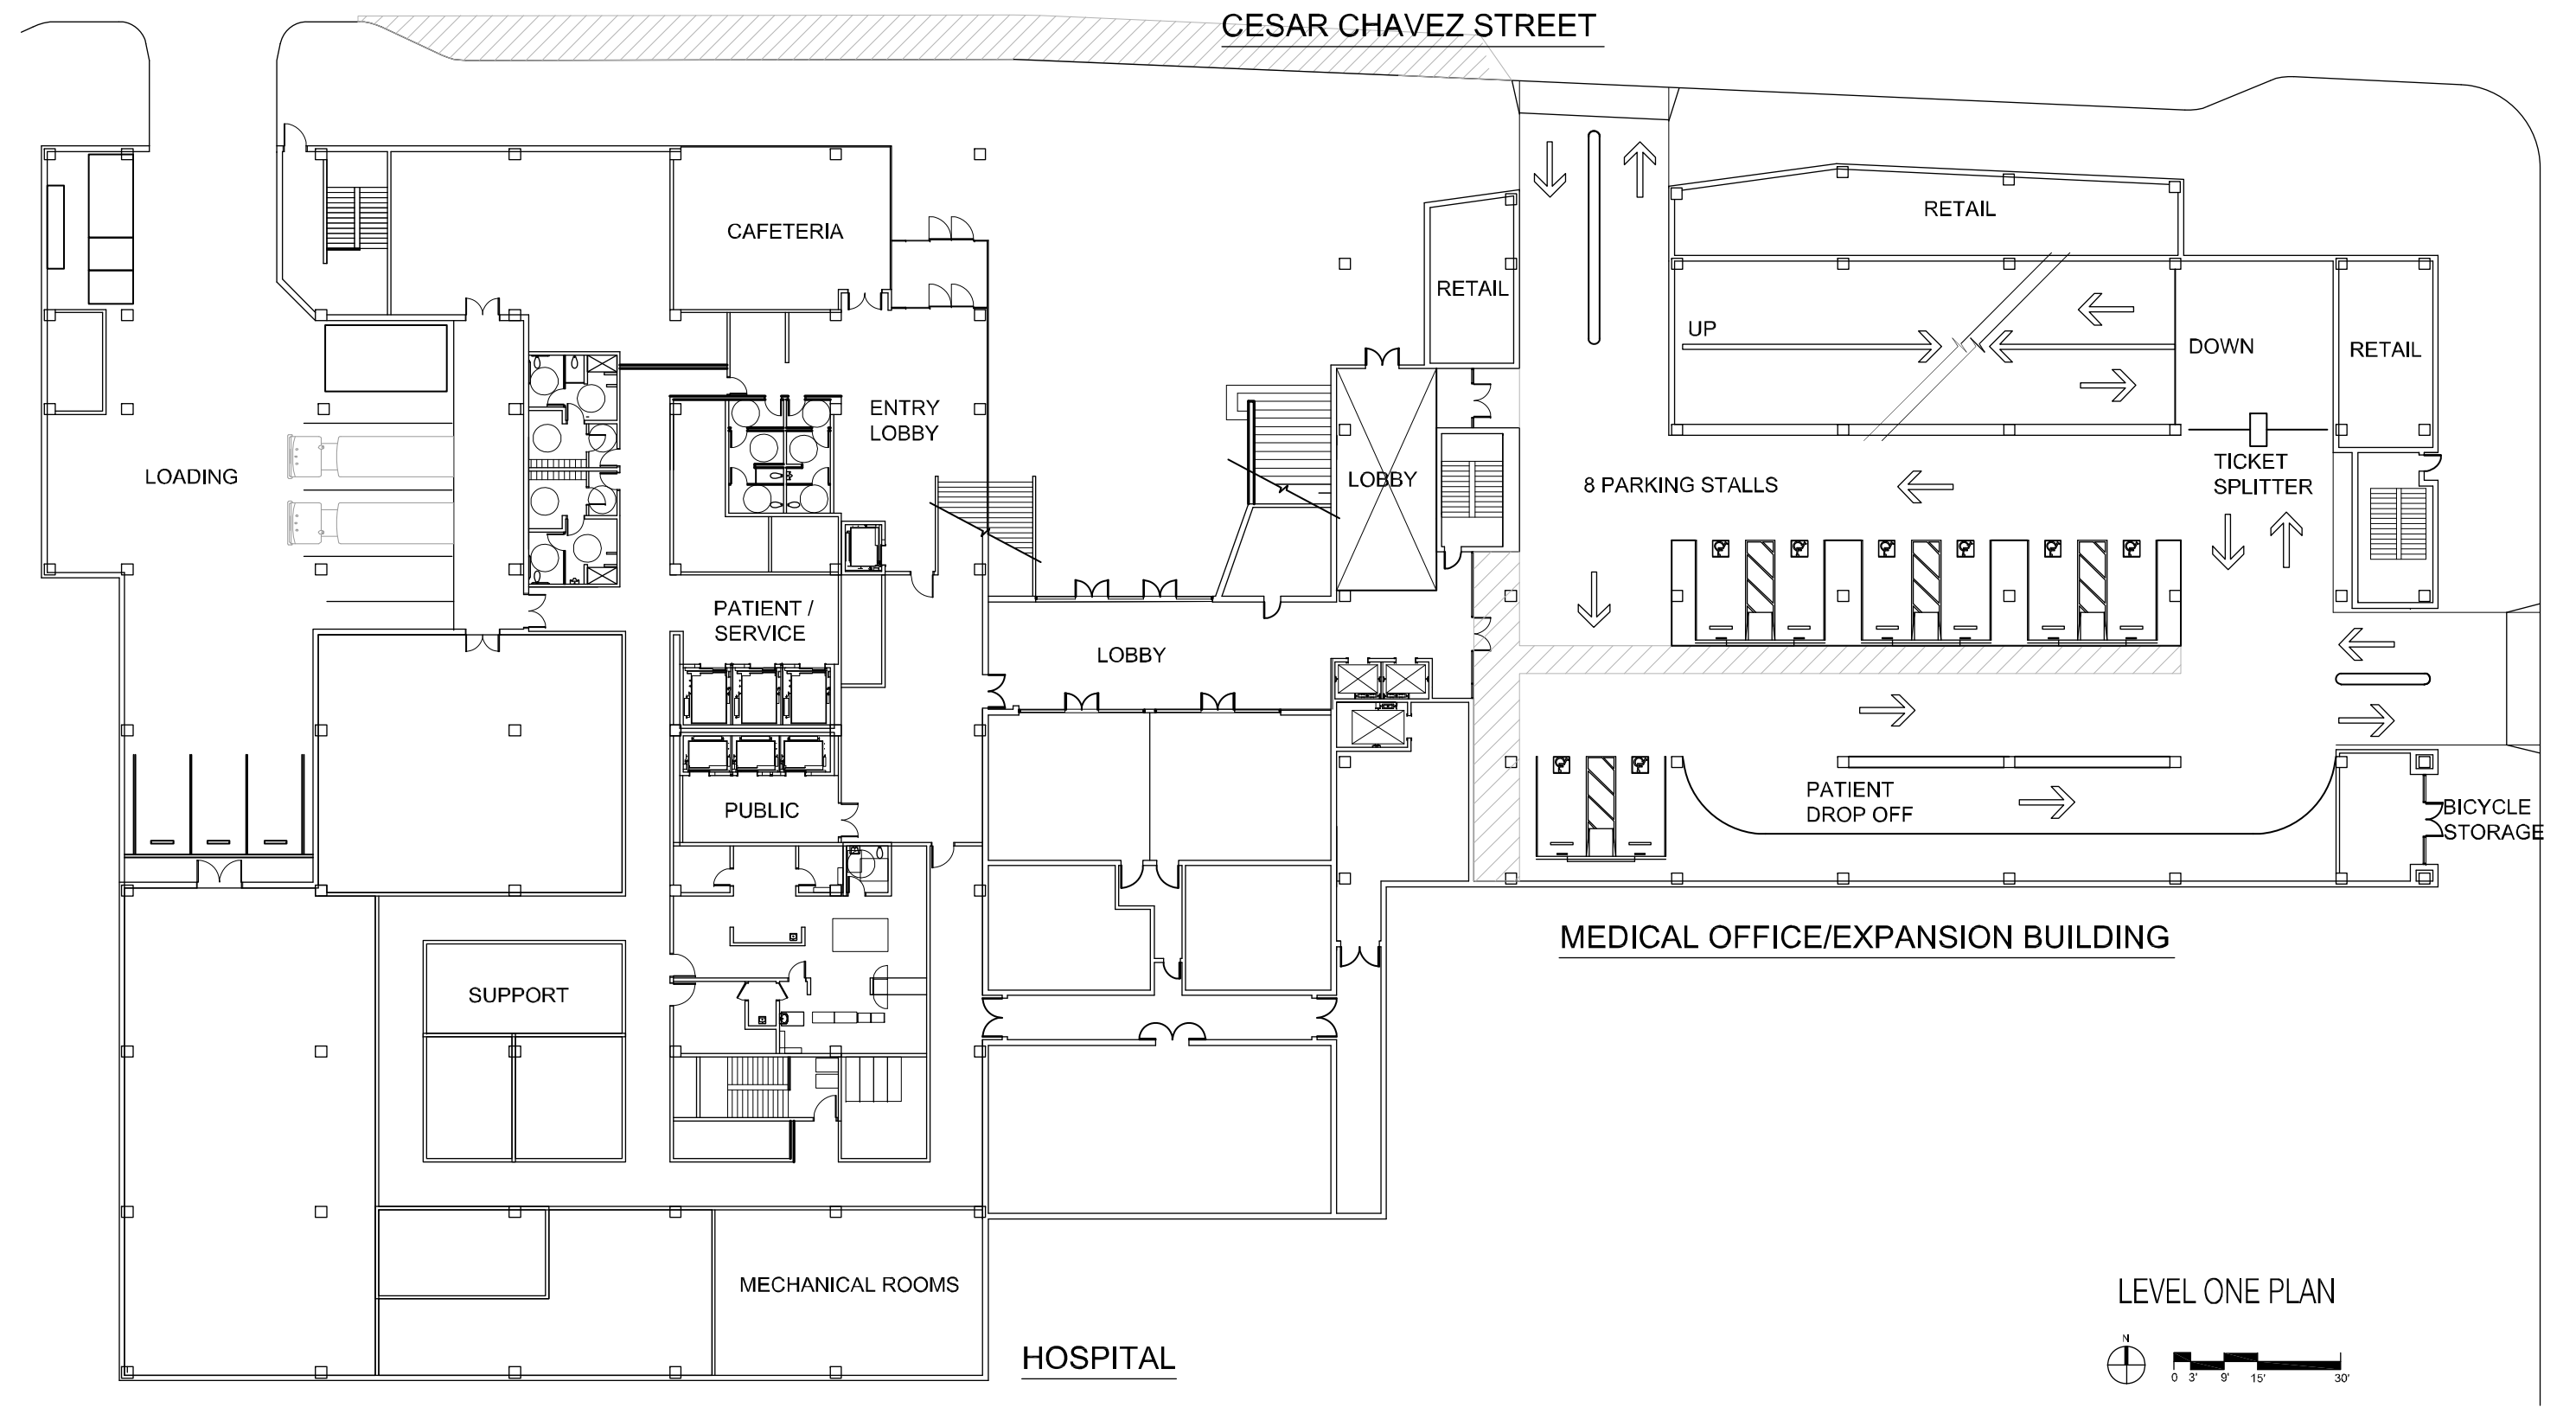 CESAR CHAVEZ STREET
RETAIL
CAFETERIA
RETAIL
UP
DOWN
RETAIL
ENTRY
LOBBY
LOADING
LOBBY
8 PARKING STALLS
TICKET
SPLITTER
PATIENT /
SERVICE
LOBBY
PUBLIC
PATIENT
DROP OFF
BICYCLE
STORAGE
MEDICAL OFFICE/EXPANSION BUILDING
SUPPORT
MECHANICAL ROOMS
HOSPITAL
LEVEL ONE PLAN
N
0 3' 9' 15' 30'